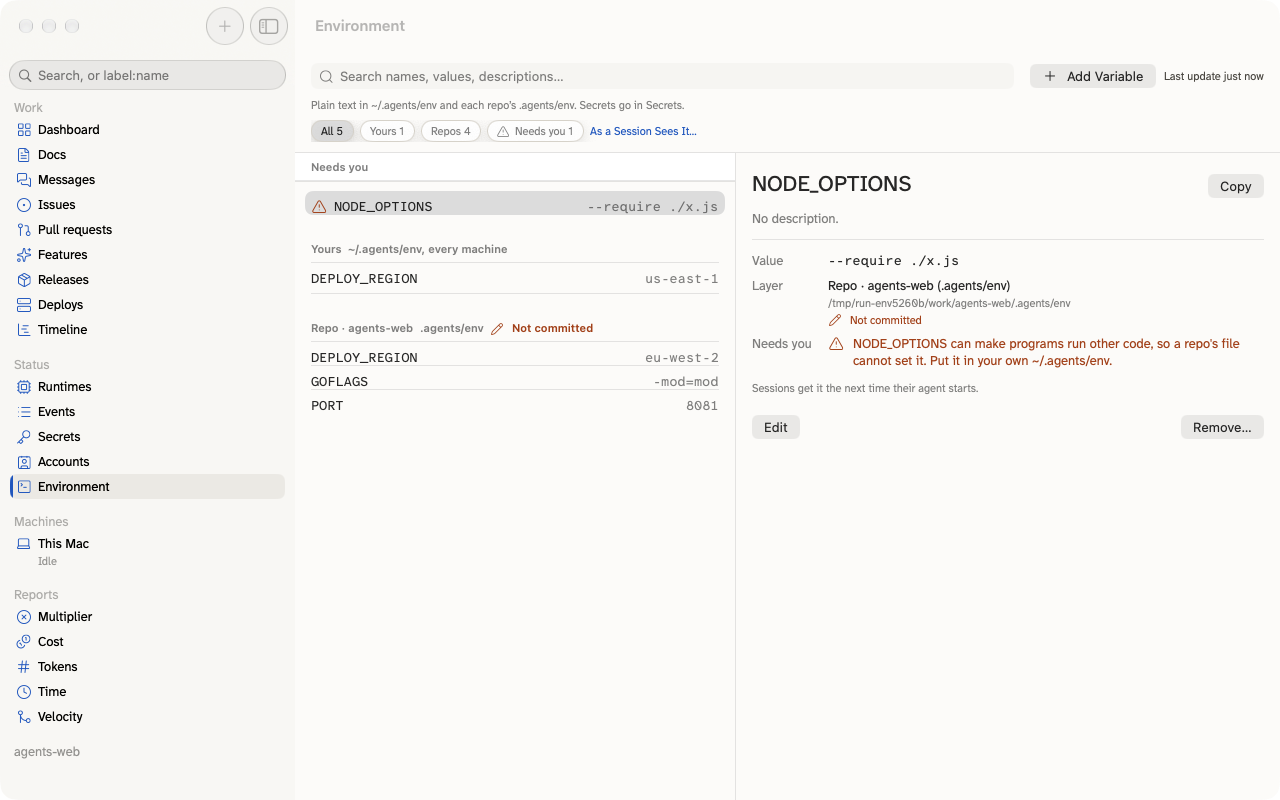 Search, or label:name
Work
Dashboard
Docs
Messages
Issues
Pull requests
Features
Releases
Deploys
Timeline
Status
Runtimes
Events
Secrets
Accounts
Environment
Machines
This Mac
Idle
Reports
Multiplier
Cost
Tokens
Time
Velocity
agents-web
Environment
Search names, values, descriptions...
Add Variable
Last update just now
Plain text in ~/.agents/env and each repo's .agents/env. Secrets go in Secrets.
All 5
Yours 1
Repos 4
Needs you 1
As a Session Sees It...
Needs you
NODE_OPTIONS --require ./x.js
Yours ~/.agents/env, every machine
DEPLOY_REGION us-east-1
Repo · agents-web .agents/env Not committed
DEPLOY_REGION eu-west-2
GOFLAGS -mod=mod
PORT 8081
NODE_OPTIONS
Copy
No description.
Value --require ./x.js
Layer Repo · agents-web (.agents/env)
/tmp/run-env5260b/work/agents-web/.agents/env
Not committed
Needs you NODE_OPTIONS can make programs run other code, so a repo's file
cannot set it. Put it in your own ~/.agents/env.
Sessions get it the next time their agent starts.
Edit
Remove...